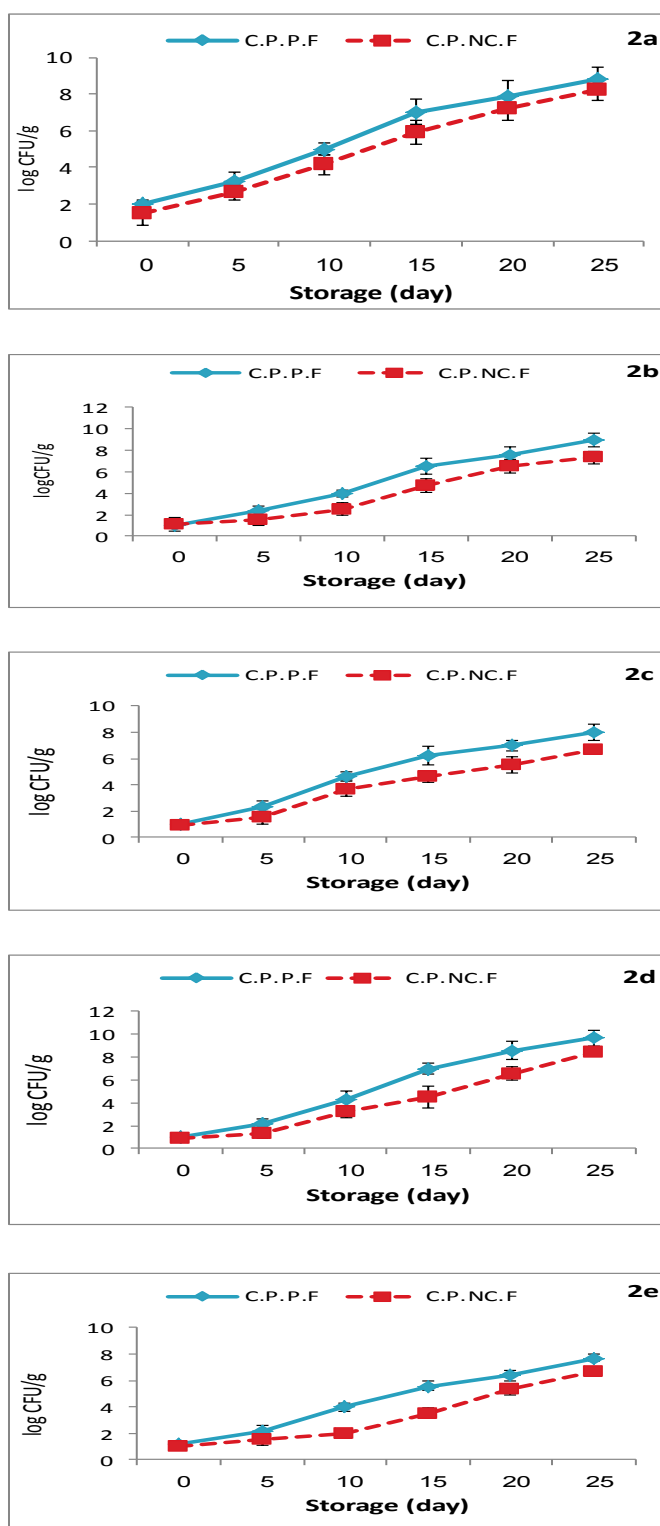 C.P.P.F C.P.NC.F 2a
10
8
6
4
2
0
log CFU/g
0 5 10 15 20 25
Storage (day)
C.P.P.F C.P.NC.F 2b
12
10
8
6
4
2
0
logCFU/g
0 5 10 15 20 25
Storage (day)
C.P.P.F C.P.NC.F 2c
10
8
6
4
2
0
log CFU/g
0 5 10 15 20 25
Storage (day)
C.P.P.F C.P.NC.F 2d
12
10
8
6
4
2
0
log CFU/g
0 5 10 15 20 25
Storage (day)
C.P.P.F C.P.NC.F 2e
10
8
6
4
2
0
log CFU/g
0 5 10 15 20 25
Storage (day)